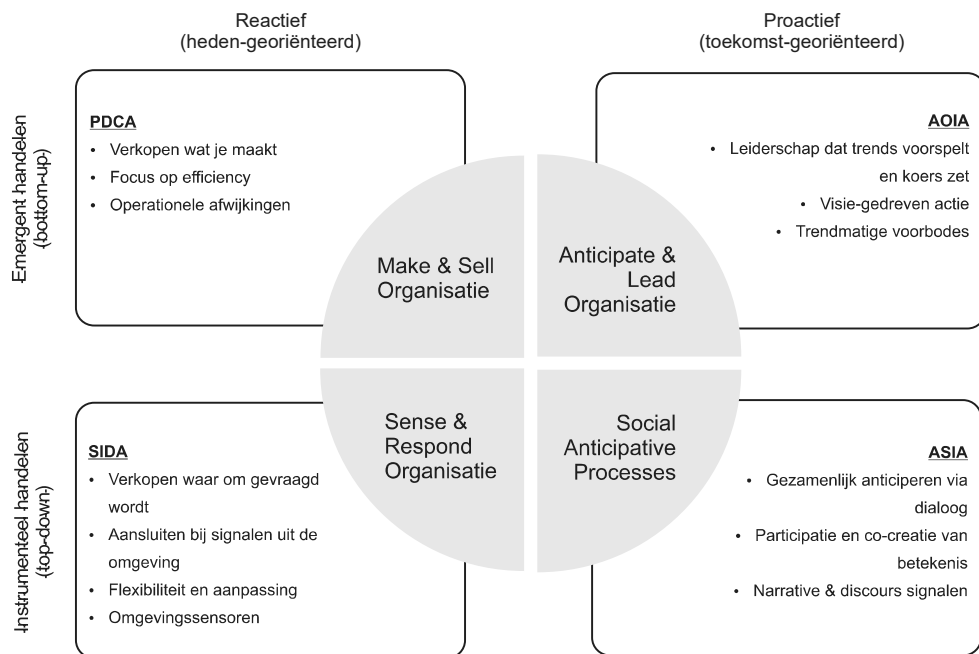 Reactief
(heden-georiënteerd)
Proactief
(toekomst-georiënteerd)
Emergent handelen
(bottom-up)
PDCA
• Verkopen wat je maakt
• Focus op efficiency
• Operationele afwijkingen
AOIA
• Leiderschap dat trends voorspelt
en koers zet
• Visie-gedreven actie
• Trendmatige voorbodes
Make & Sell
Organisatie
Anticipate &
Lead
Organisatie
Instrumenteel handelen
(top-down)
SIDA
• Verkopen waar om gevraagd
wordt
• Aansluiten bij signalen uit de
omgeving
• Flexibiliteit en aanpassing
• Omgevingssensoren
Sense &
Respond
Organisatie
Social
Anticipative
Processes
ASIA
• Gezamenlijk anticiperen via
dialoog
• Participatie en co-creatie van
betekenis
• Narrative & discours signalen